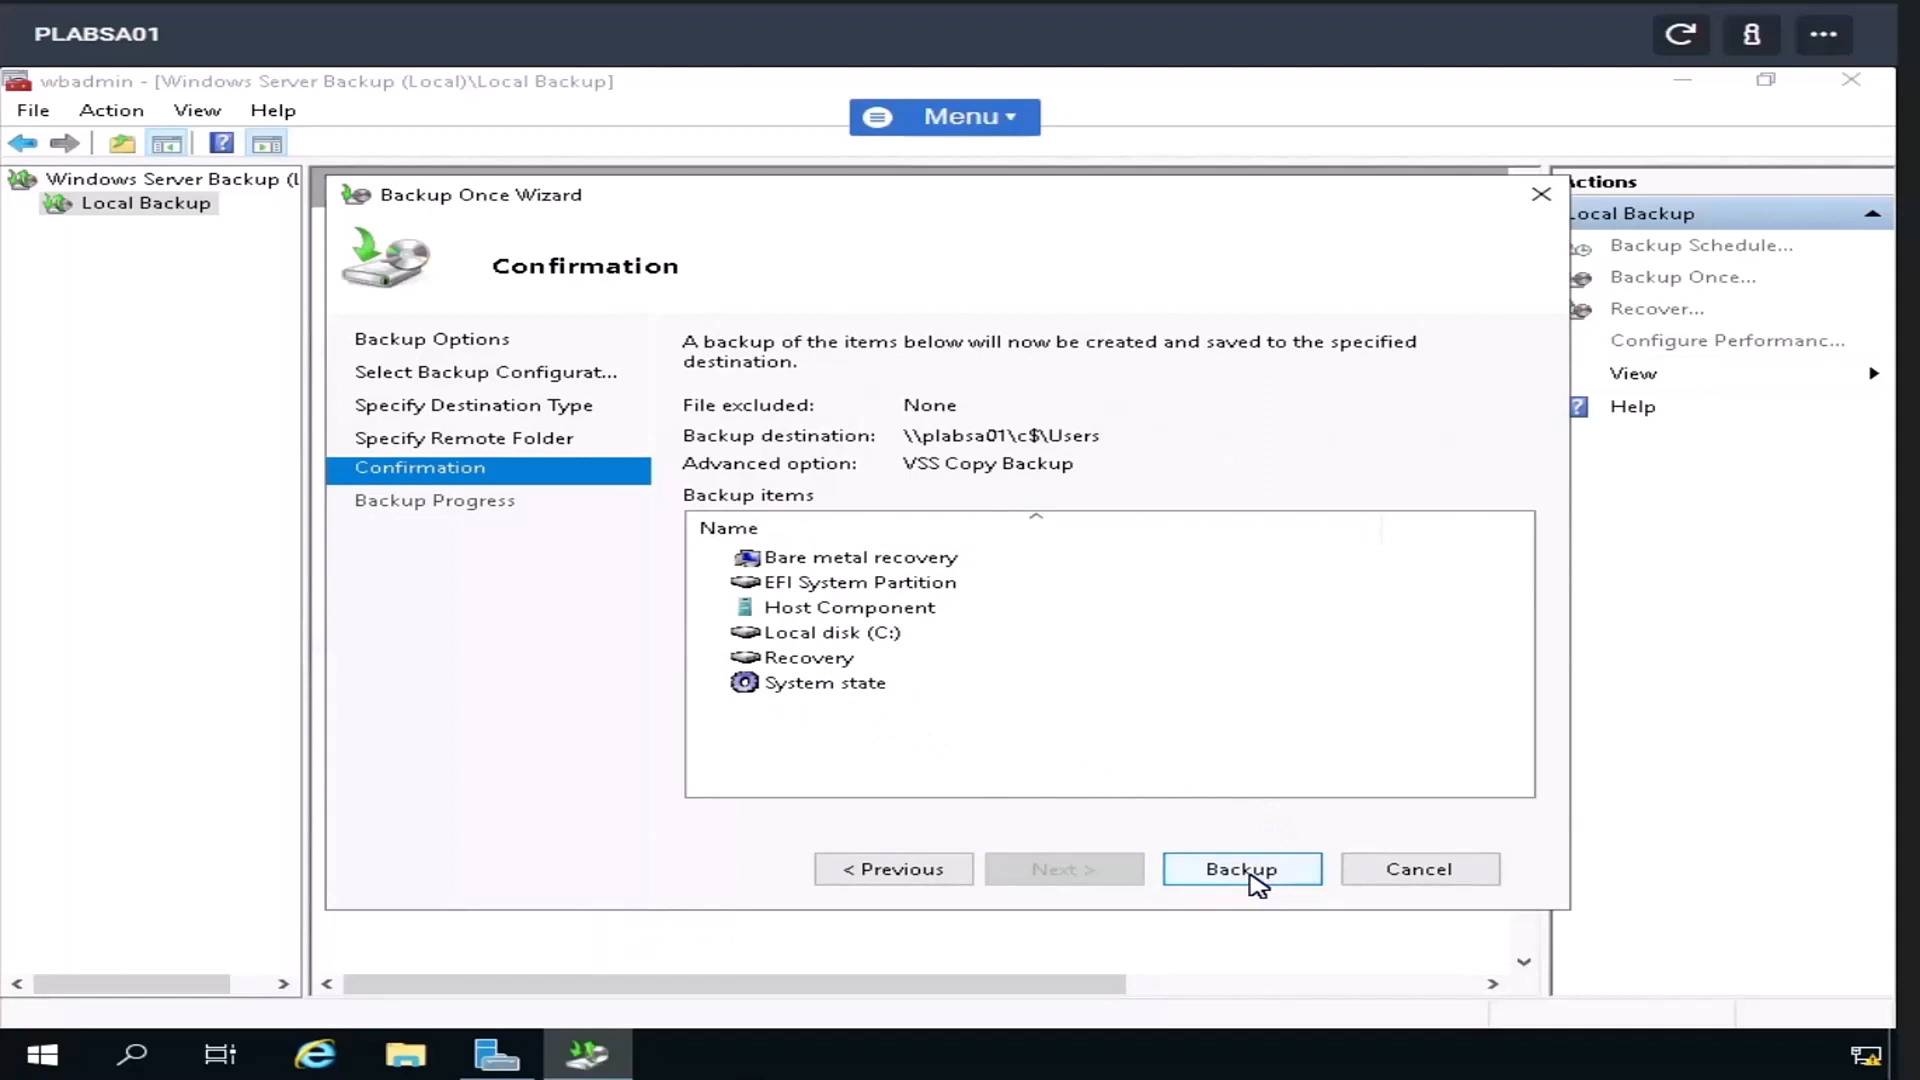 PLABSA01
wbadmin - [Windows Server Backup (Local)\Local Backup]
File Action View Help
Menu
Windows Server Backup (L
Local Backup
Backup Once Wizard
Confirmation
Backup Options
Select Backup Configurat...
Specify Destination Type
Specify Remote Folder
Confirmation
Backup Progress
A backup of the items below will now be created and saved to the specified
destination.
File excluded: None
Backup destination: \\plabsa01\c$\Users
Advanced option: VSS Copy Backup
Backup items
Name
Bare metal recovery
EFI System Partition
Host Component
Local disk (C:)
Recovery
System state
< Previous Next > Backup Cancel
Actions
Local Backup
Backup Schedule...
Backup Once...
Recover...
Configure Performanc...
View
Help